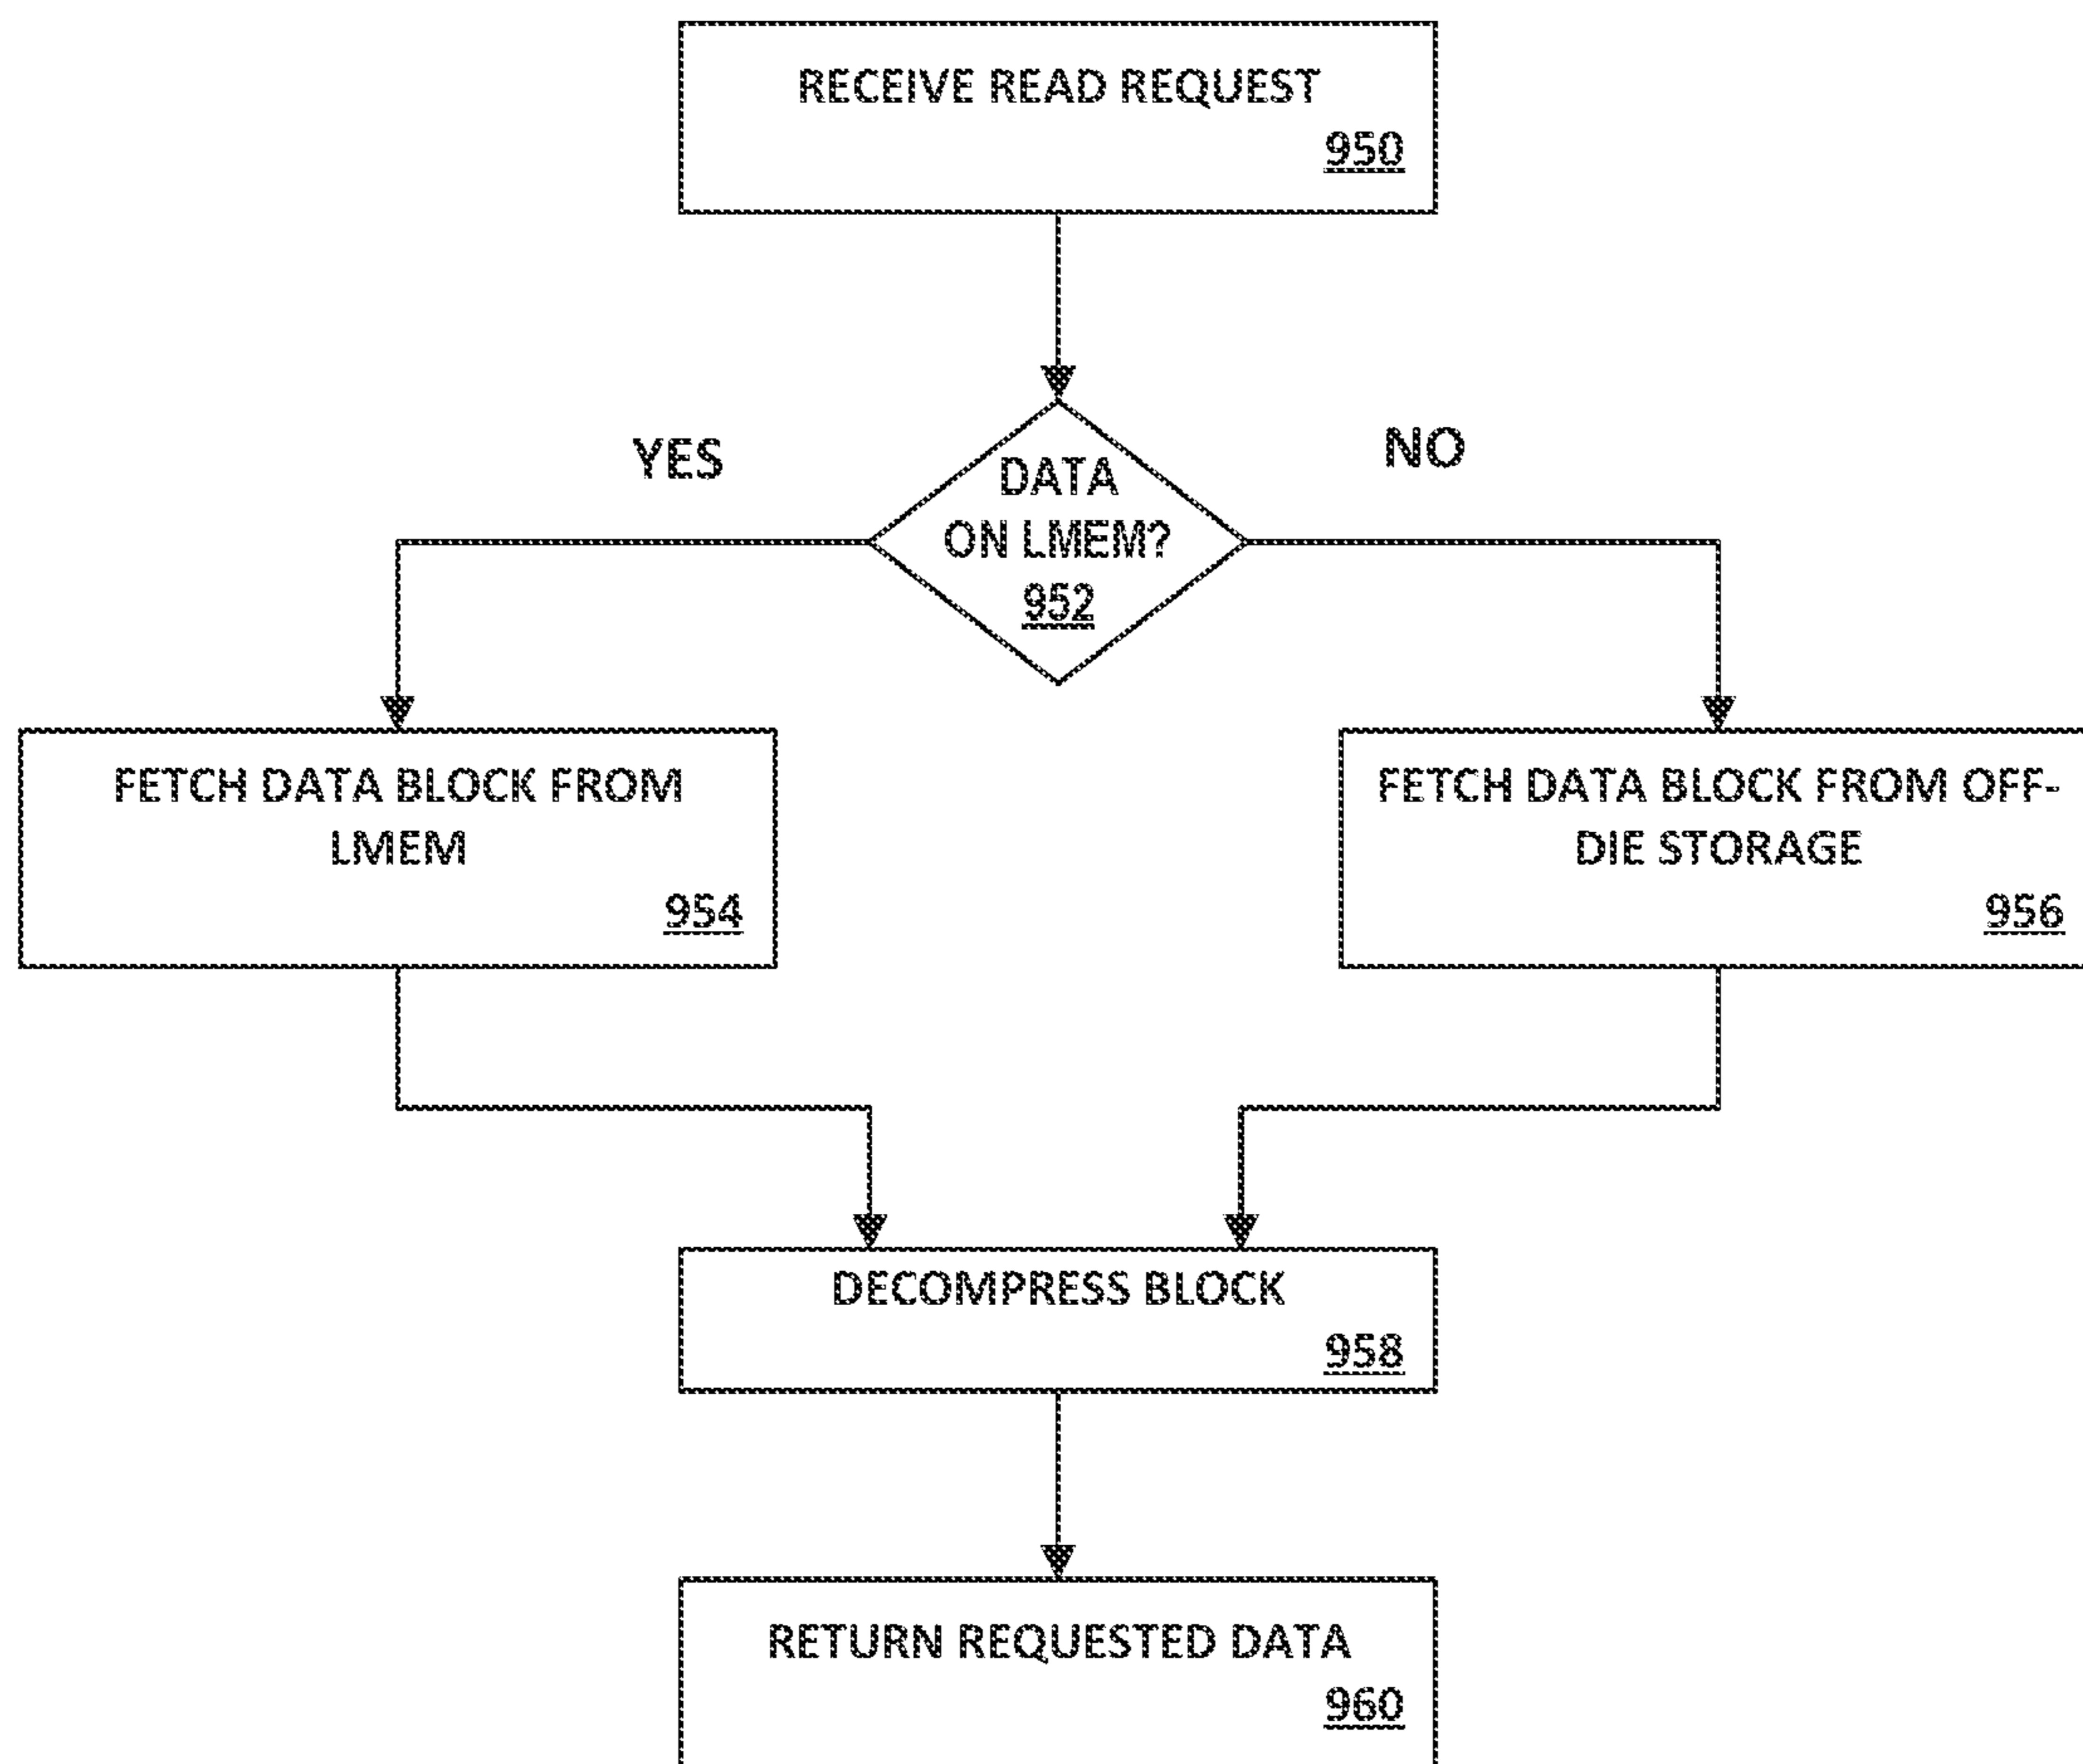 RECEIVE READ REQUEST
950
YES
NO
DATA
ON LMEM?
952
FETCH DATA BLOCK FROM
LMEM
954
FETCH DATA BLOCK FROM OFF-
DIE STORAGE
956
DECOMPRESS BLOCK
958
RETURN REQUESTED DATA
960